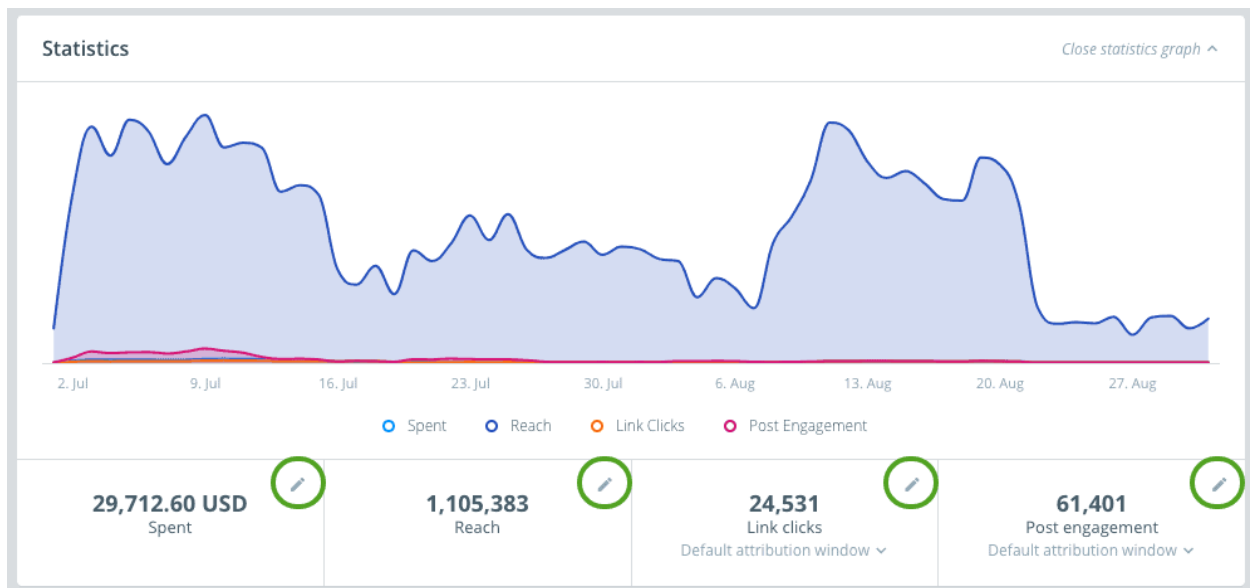 Statistics
Close statistics graph
2. Jul 9. Jul 16. Jul 23. Jul 30. Jul 6. Aug 13. Aug 20. Aug 27. Aug
Spent Reach Link Clicks Post Engagement
29,712.60 USD 1,105,383 24,531 61,401
Spent Reach Link clicks Post engagement
Default attribution window Default attribution window